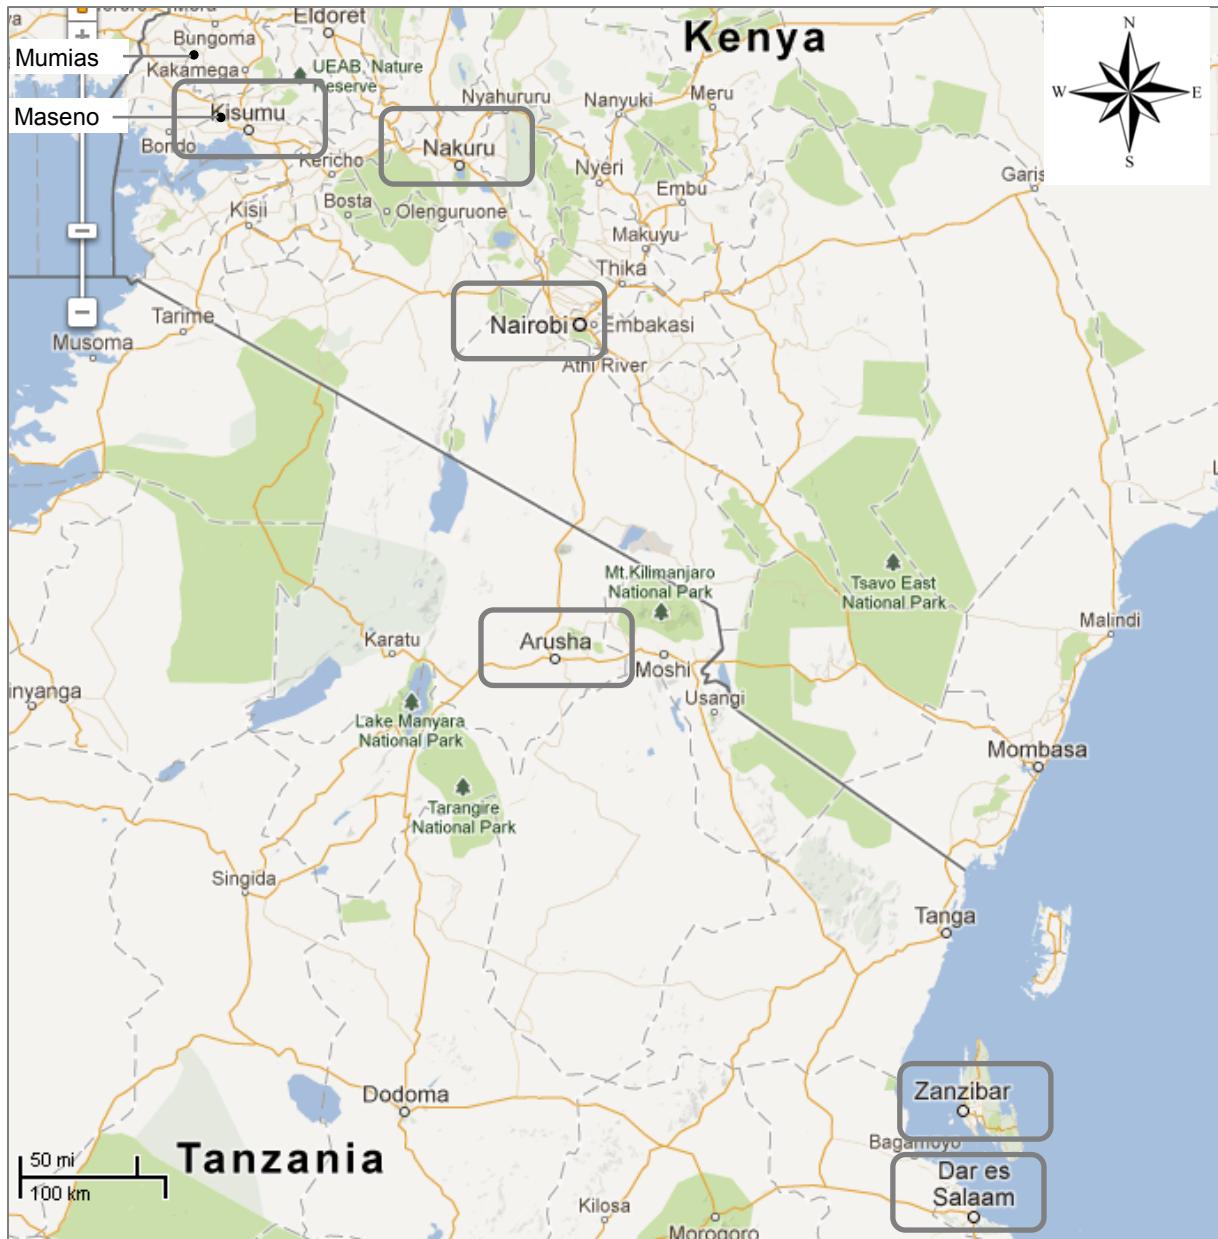 Eldoret
Kenya
N
Bungoma
Mumias
UEAB, Nature
Reserve
Kakamega
W
E
Nyahururu
Nanyuki
Meru
Maseno
Kisumu
S
Bondo
Nakuru
Kericho
Nyeri
Garis
Embu
Bosta
Olenguruone
Kisii
Makuyu
Thika
Tarime
Nairobi
Embakasi
Musoma
Athi River
Mt.Kilimanjaro
National Park
Tsavo East
National Park
Malindi
Karatu
Arusha
Moshi
inyanga
Usangi
Lake Manyara
National Park
Mombasa
Tarangire
National Park
Singida
Tanga
Dodoma
Zanzibar
Bagamoyo
Tanzania
50 mi
100 km
Dar es
Salaam
Kilosa
Morogoro